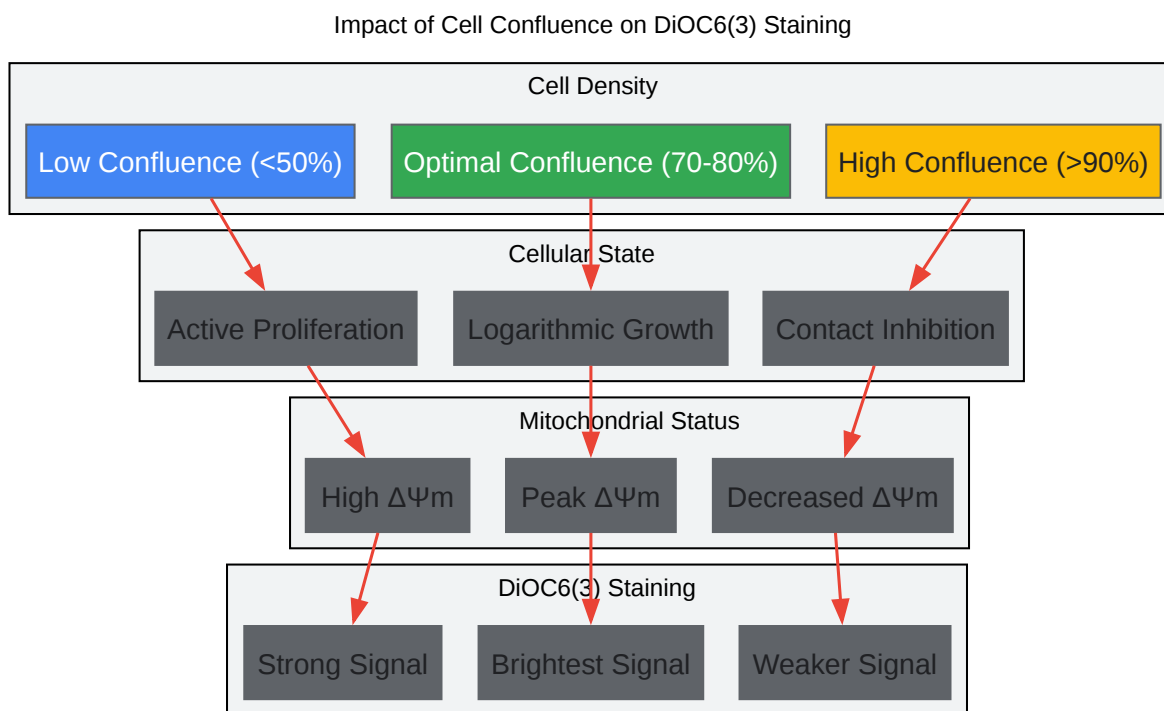 Impact of Cell Confluence on DiOC6(3) Staining
Cell Density
Low Confluence (<50%)
Optimal Confluence (70-80%)
High Confluence (>90%)
Cellular State
Active Proliferation
Logarithmic Growth
Contact Inhibition
Mitochondrial Status
High ΔΨm
Peak ΔΨm
Decreased ΔΨm
DiOC6(3) Staining
Strong Signal
Brightest Signal
Weaker Signal